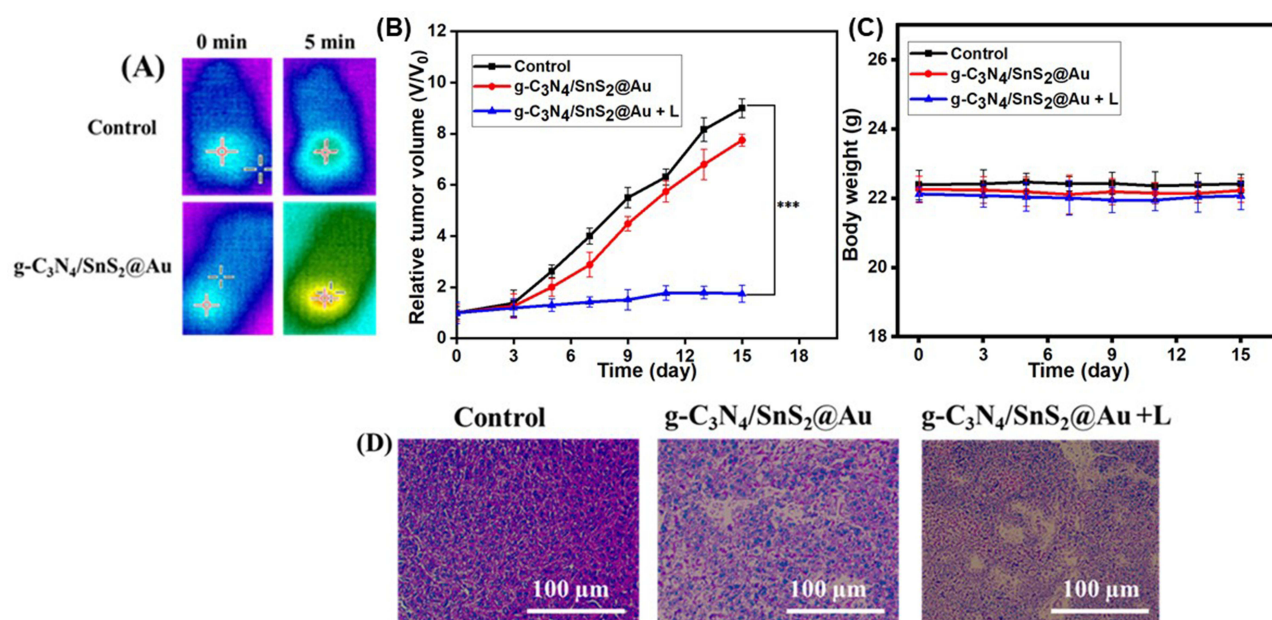 (A)
0 min 5 min
Control
g-C₃N₄/SnS₂@Au
(B)
Relative tumor volume (V/V₀)
12
10
8
6
4
2
0
0 3 6 9 12 15 18
Time (day)
Control
g-C₃N₄/SnS₂@Au
g-C₃N₄/SnS₂@Au + L
***
(C)
Body weight (g)
26
24
22
22
18
0 3 6 9 12 15
Time (day)
Control
g-C₃N₄/SnS₂@Au
g-C₃N₄/SnS₂@Au + L
(D)
Control g-C₃N₄/SnS₂@Au g-C₃N₄/SnS₂@Au +L
100 µm 100 µm 100 µm